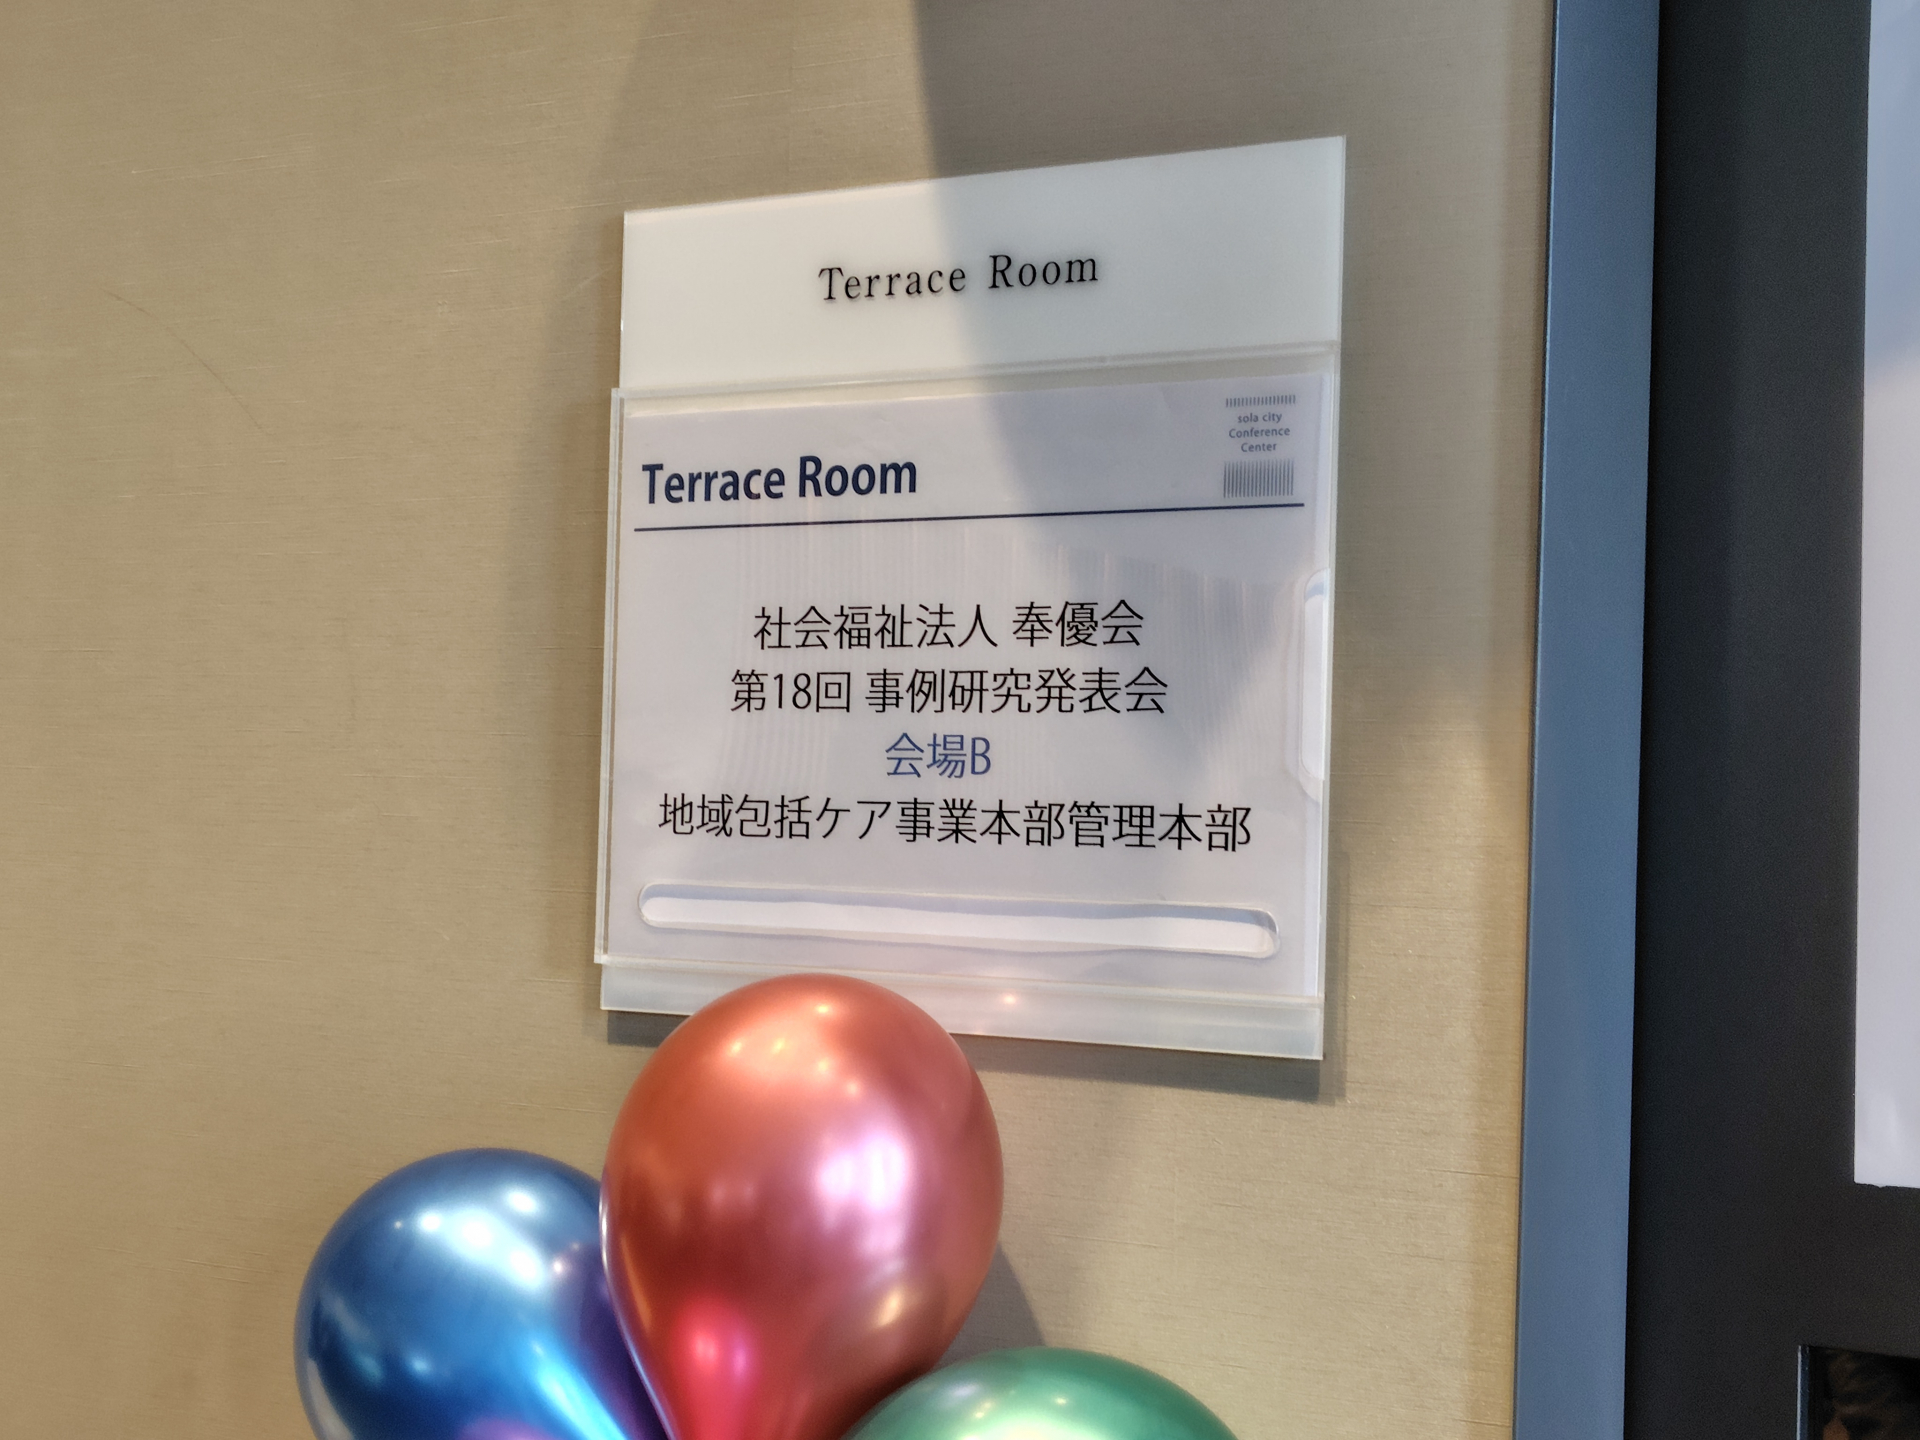 Terrace Room
sola city
Conference
Center
Terrace Room
社会福祉法人 奉優会
第18回 事例研究発表会
会場B
地域包括ケア事業本部管理本部